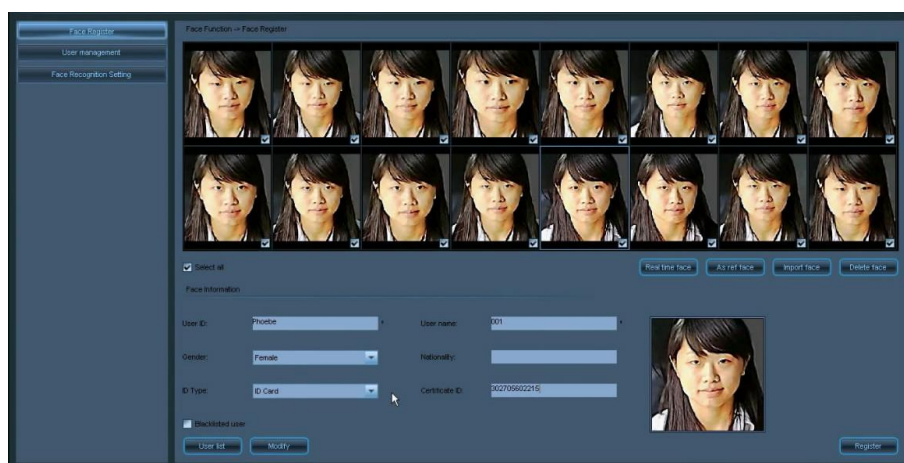 Face Register
User management
Face Recognition Setting
Face Function -> Face Register
Select all
Real time face
As ref face
Import face
Delete face
Face Information
User ID: Phoebe * User name: 001 *
Gender: Female Nationality:
ID Type: ID Card Certificate ID: 302705602215
Blacklisted user
User list
Modify
Register